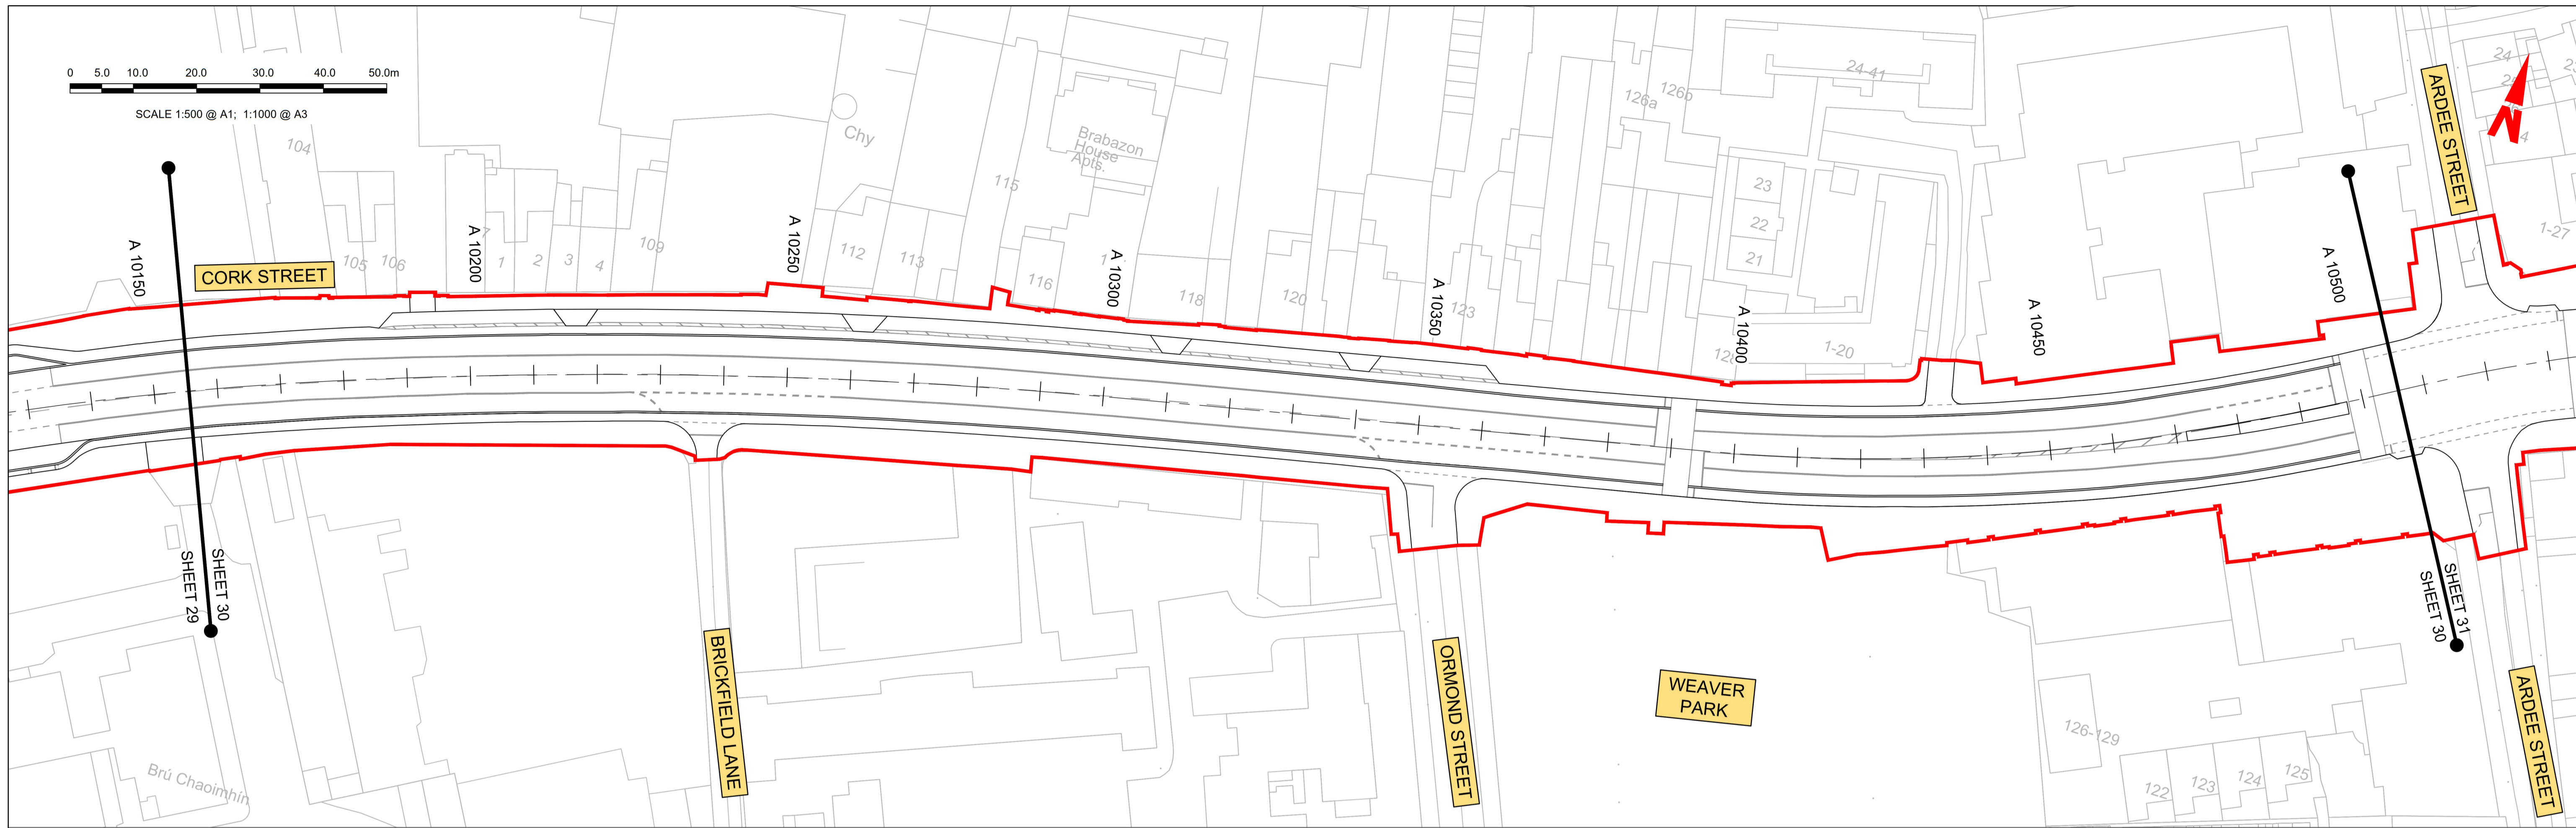 0 5.0 10.0 20.0 30.0 40.0 50.0m
SCALE 1:500 @ A1; 1:1000 @ A3
CORK STREET
A 10150
A 10200
A 10250
A 10300
A 10350
A 10400
A 10450
A 10500
104
105
106
7
1
2
3
4
109
Chy
112
113
115
116
Brabazon
House
Apts.
118
120
123
126a
126b
24-41
23
22
21
1-20
ARDEE STREET
24
N
1-27
SHEET 29
SHEET 30
SHEET 30
SHEET 31
BRICKFIELD LANE
ORMOND STREET
WEAVER
PARK
ARDEE STREET
Brú Chaoimhín
126-129
122
123
124
125